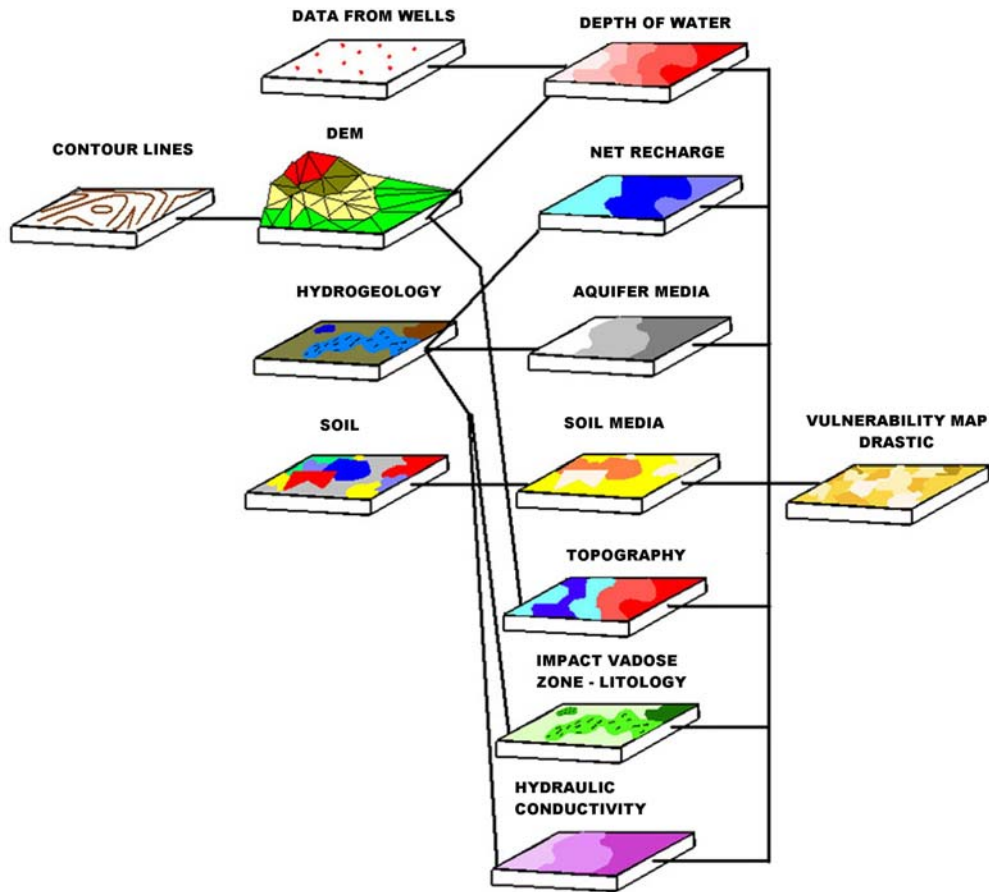 DATA FROM WELLS
DEPTH OF WATER
DEM
CONTOUR LINES
NET RECHARGE
HYDROGEOLOGY
AQUIFER MEDIA
SOIL
SOIL MEDIA
VULNERABILITY MAP
DRASTIC
TOPOGRAPHY
IMPACT VADOSE
ZONE - LITOLOGY
HYDRAULIC
CONDUCTIVITY